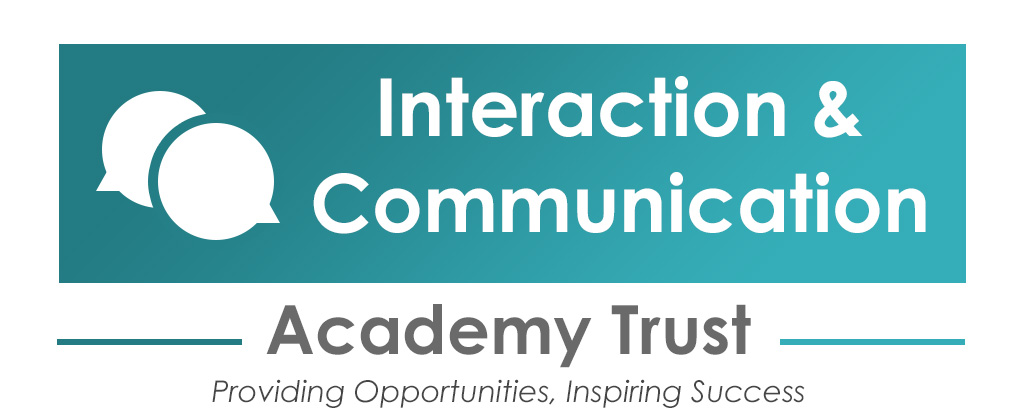 Interaction &
Communication
Academy Trust
Providing Opportunities, Inspiring Success